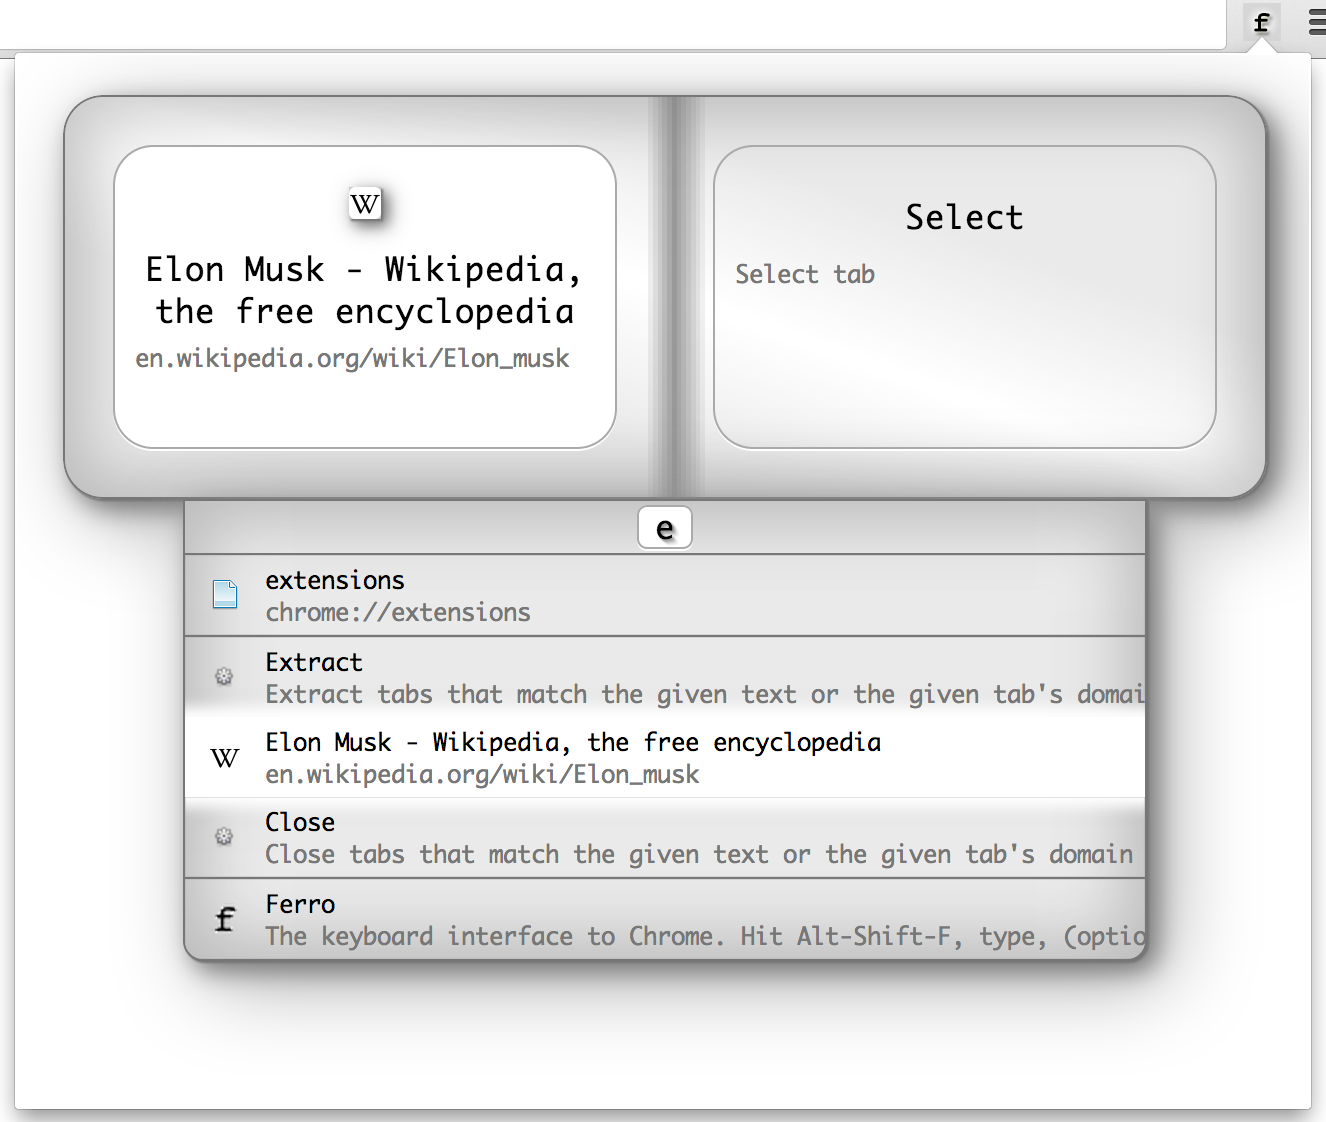 f
W
Elon Musk - Wikipedia,
the free encyclopedia
en.wikipedia.org/wiki/Elon_musk
Select
Select tab
e
extensions
chrome://extensions
Extract
Extract tabs that match the given text or the given tab's domai
W
Elon Musk - Wikipedia, the free encyclopedia
en.wikipedia.org/wiki/Elon_musk
Close
Close tabs that match the given text or the given tab's domain
f
Ferro
The keyboard interface to Chrome. Hit Alt-Shift-F, type, (optio